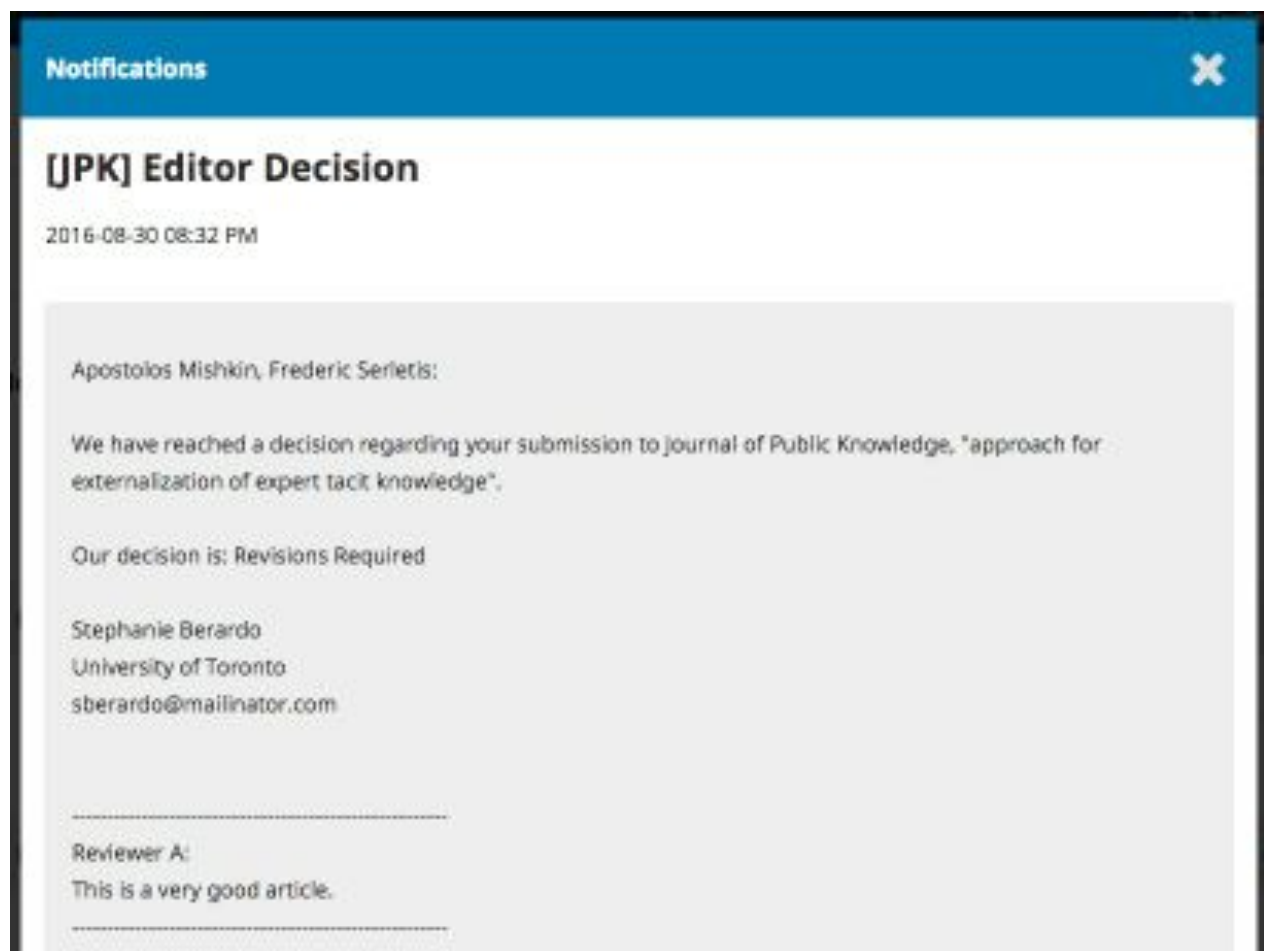 Notifications
[JPK] Editor Decision
2016-08-30 08:32 PM
Apostolos Mishkin, Frederic Serletis:
We have reached a decision regarding your submission to Journal of Public Knowledge, "approach for
externalization of expert tacit knowledge".
Our decision is: Revisions Required
Stephanie Berardo
University of Toronto
sberardo@mailinator.com
------------------------------------------------------
Reviewer A:
This is a very good article.
------------------------------------------------------